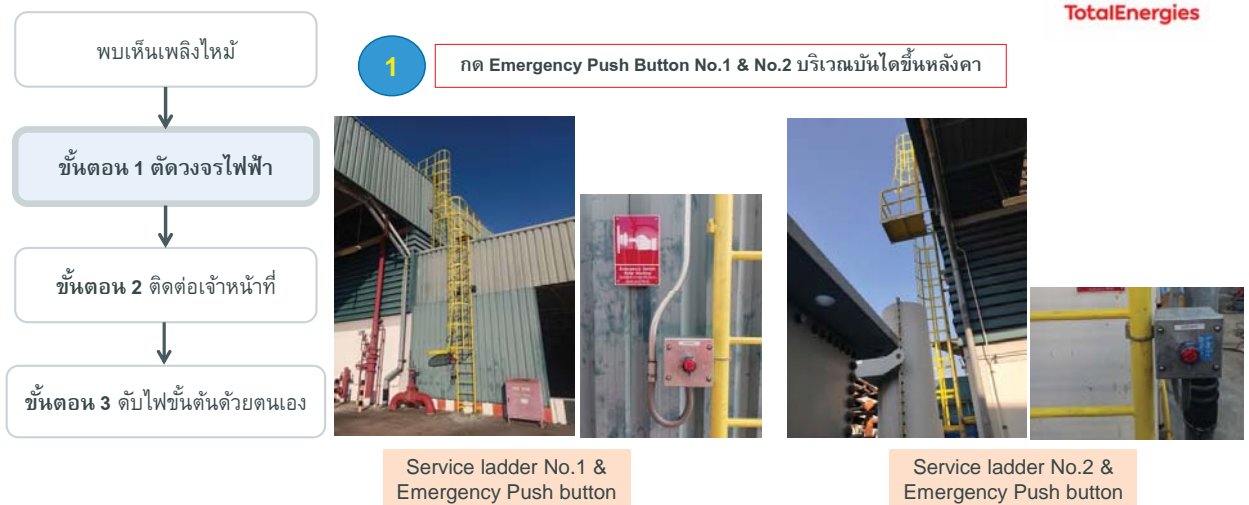 TotalEnergies
พบเห็นเพลิงไหม้
ขั้นตอน 1 ตัดวงจรไฟฟ้า
ขั้นตอน 2 ติดต่อเจ้าหน้าที่
ขั้นตอน 3 ดับไฟขั้นต้นด้วยตนเอง
1
กด Emergency Push Button No.1 & No.2 บริเวณบันไดขึ้นหลังคา
Service ladder No.1 &
Emergency Push button
Service ladder No.2 &
Emergency Push button